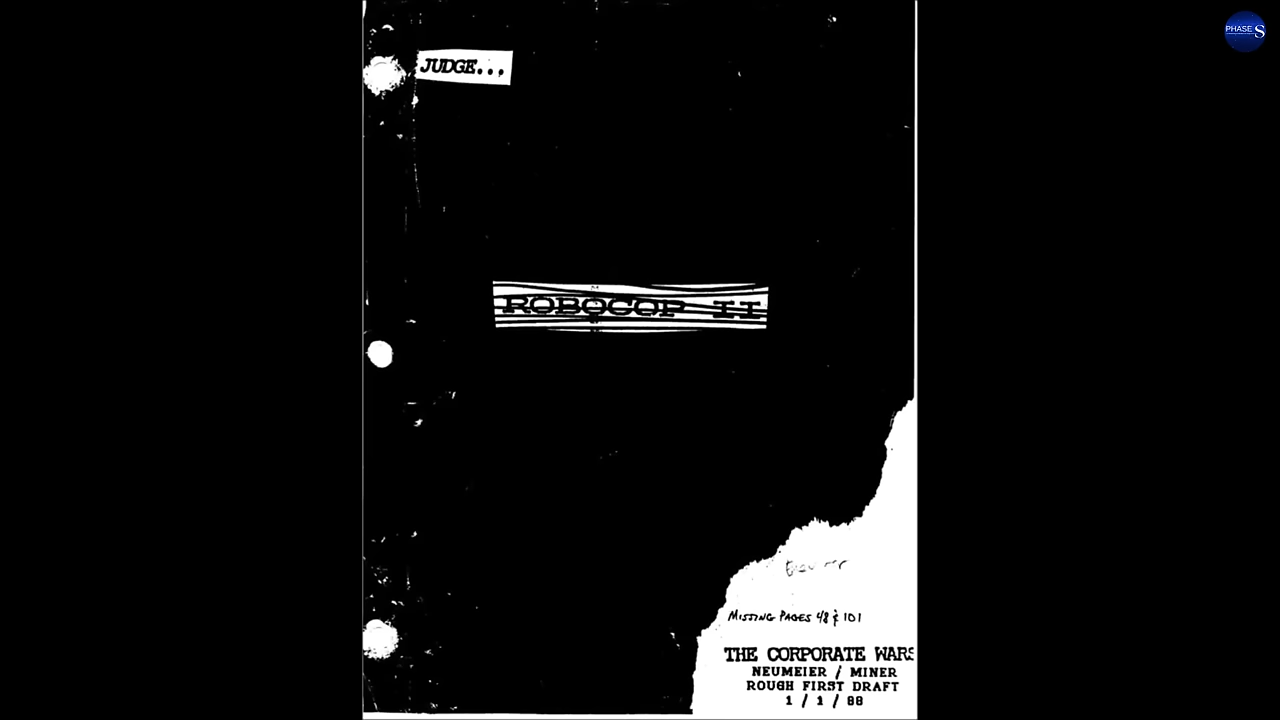 PHASE S
JUDGE...
ROBOCOP II
MISSING PAGES 48 & 101
THE CORPORATE WARS
NEUMEIER / MINER
ROUGH FIRST DRAFT
1 / 1 / 88